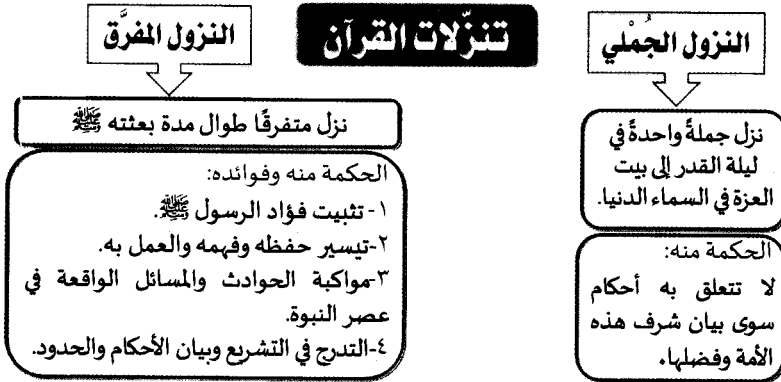 تنزّلات القرآن
النزول الجُمْلي
نزل جملةً واحدةً في
ليلة القدر إلى بيت
العزة في السماء الدنيا.
الحكمة منه:
لا تتعلق به أحكام
سوى بيان شرف هذه
الأمة وفضلها.
النزول المفرَّق
نزل متفرقًا طوال مدة بعثته ﷺ
الحكمة منه وفوائده:
١- تثبيت فؤاد الرسول ﷺ.
٢-تيسير حفظه وفهمه والعمل به.
٣-مواكبة الحوادث والمسائل الواقعة في
عصر النبوة.
٤-التدرج في التشريع وبيان الأحكام والحدود.